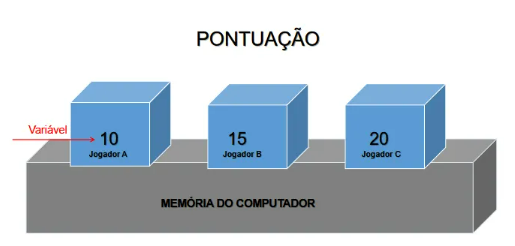 PONTUAÇÃO
Variável
10
Jogador A
15
Jogador B
20
Jogador C
MEMÓRIA DO COMPUTADOR